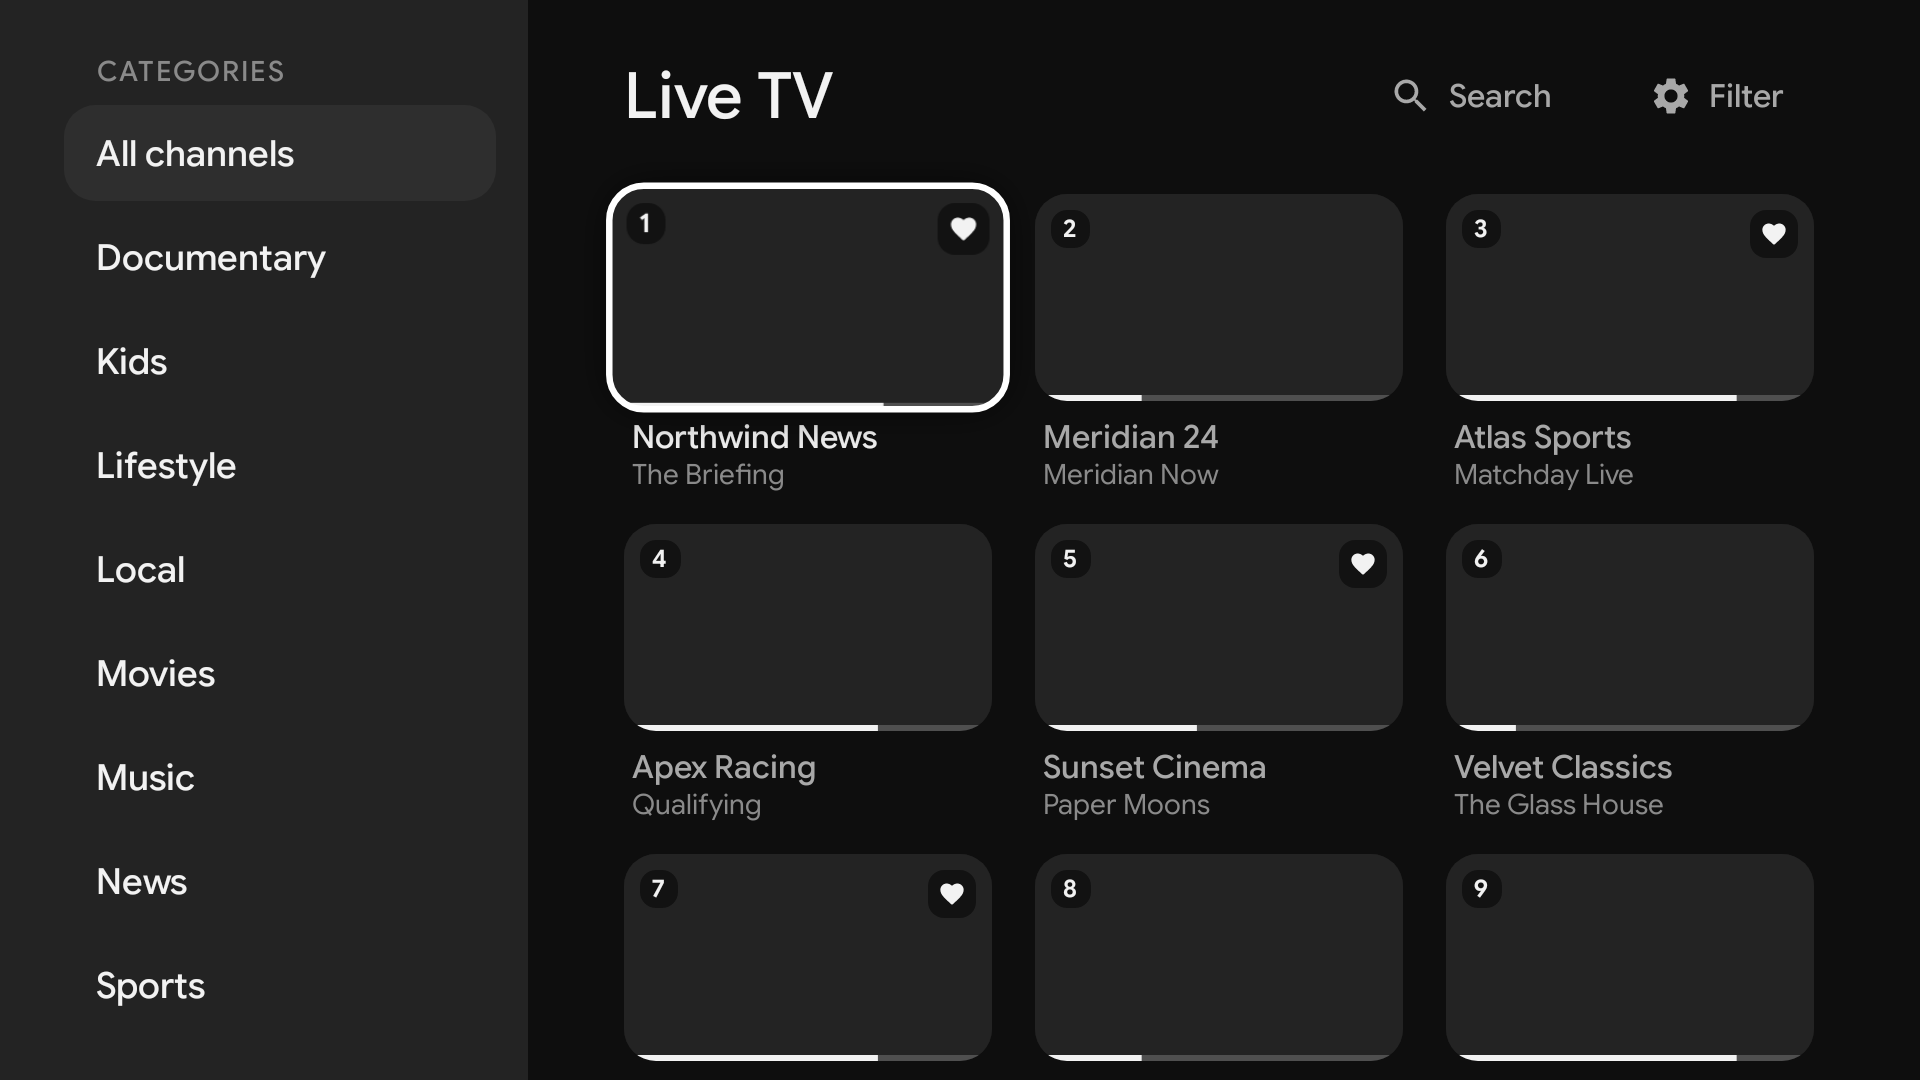 CATEGORIES
All channels
Documentary
Kids
Lifestyle
Local
Movies
Music
News
Sports
Live TV
Search
Filter
1
2
3
Northwind News
The Briefing
Meridian 24
Meridian Now
Atlas Sports
Matchday Live
4
5
6
Apex Racing
Qualifying
Sunset Cinema
Paper Moons
Velvet Classics
The Glass House
7
8
9